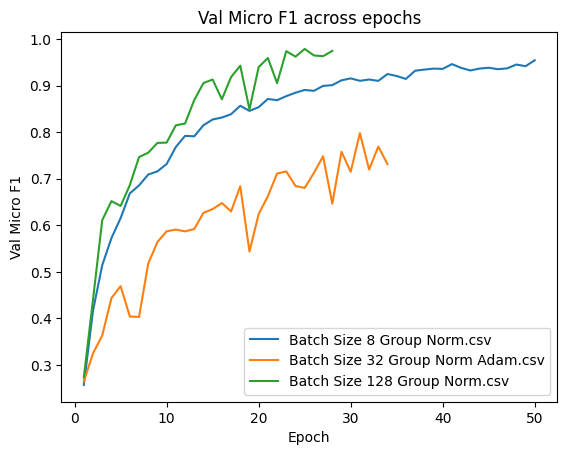 Val Micro F1 across epochs
1.0
0.9
0.8
0.7
0.6
0.5
0.4
0.3
Val Micro F1
Batch Size 8 Group Norm.csv
Batch Size 32 Group Norm Adam.csv
Batch Size 128 Group Norm.csv
0 10 20 30 40 50
Epoch